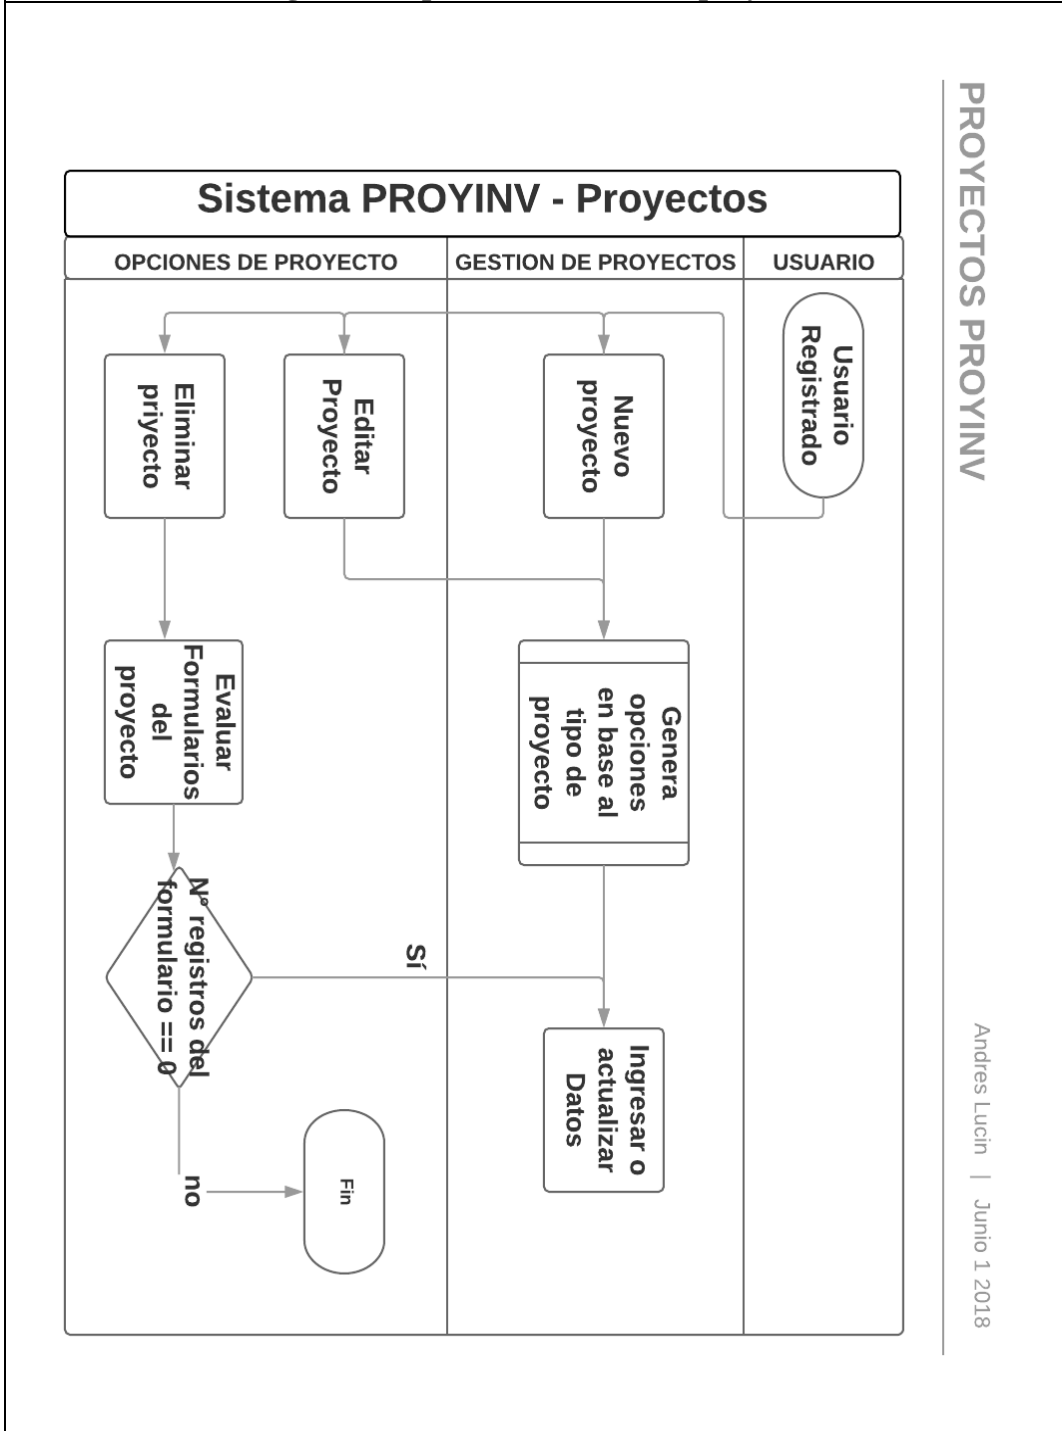 PROYECTOS PROYINV
Andres Lucin | Junio 1 2018
Sistema PROYINV - Proyectos
OPCIONES DE PROYECTO
GESTION DE PROYECTOS
USUARIO
Usuario
Registrado
Nuevo
proyecto
Editar
Proyecto
Eliminar
priyecto
Genera
opciones
en base al
tipo de
proyecto
Evaluar
Formularios
del
proyecto
Nº registros del
formulario == 0
Sí
no
Ingresar o
actualizar
Datos
Fin